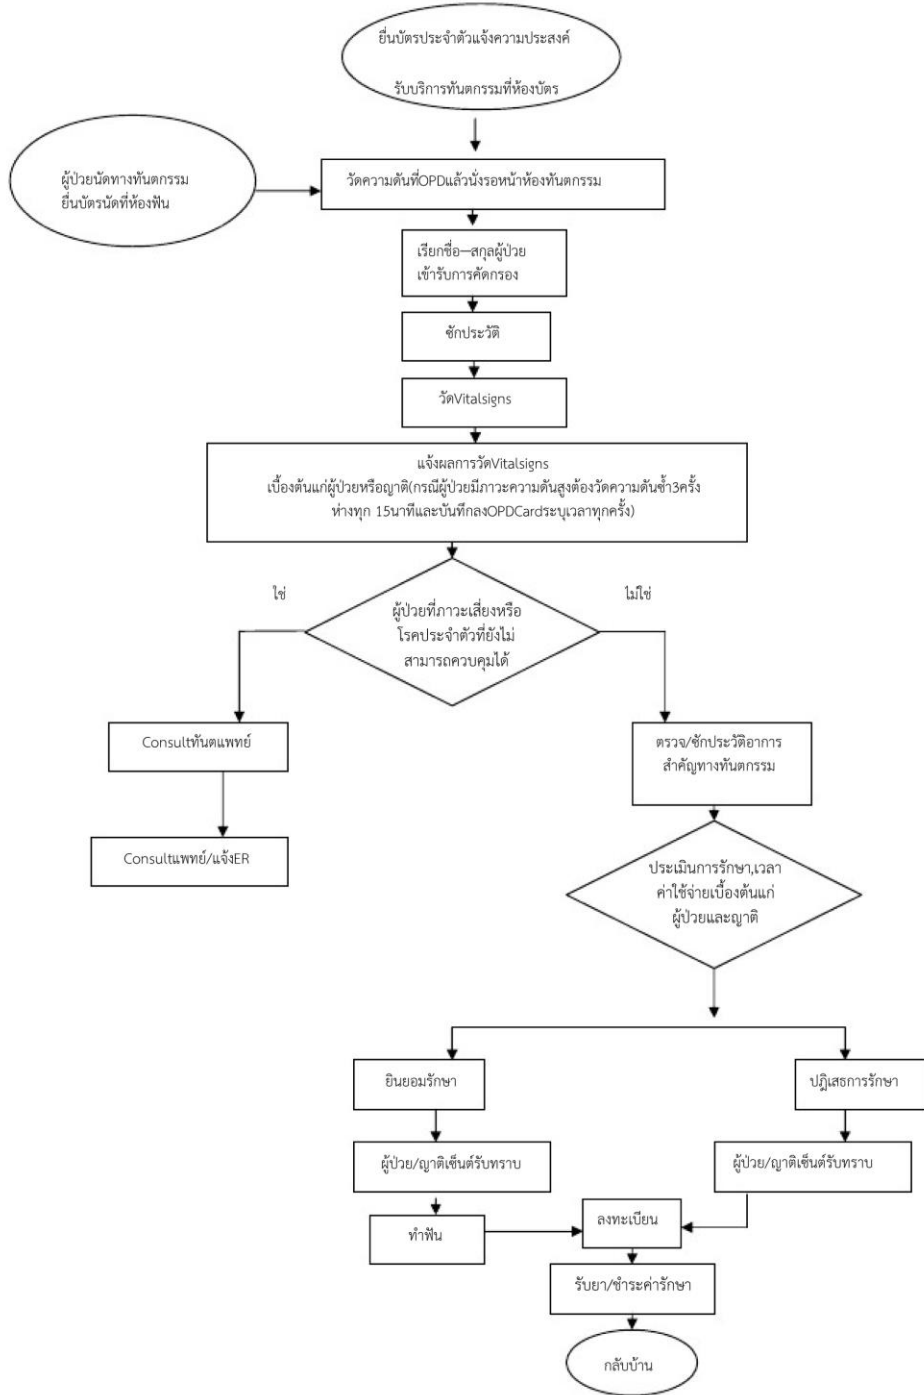 ยื่นบัตรประจำตัวแจ้งความประสงค์
รับบริการทันตกรรมที่ห้องบัตร
ผู้ป่วยนัดทางทันตกรรม
ยื่นบัตรนัดที่ห้องฟัน
วัดความดันที่OPDแล้วนั่งรอหน้าห้องทันตกรรม
เรียกชื่อ–สกุลผู้ป่วย
เข้ารับการคัดกรอง
ซักประวัติ
วัดVitalsigns
แจ้งผลการวัดVitalsigns
เบื้องต้นแก่ผู้ป่วยหรือญาติ(กรณีผู้ป่วยมีภาวะความดันสูงต้องวัดความดันซ้ำ3ครั้ง
ห่างทุก 15นาทีและบันทึกลงOPDCardระบุเวลาทุกครั้ง)
ใช่
ไม่ใช่
ผู้ป่วยที่ภาวะเสี่ยงหรือ
โรคประจำตัวที่ยังไม่
สามารถควบคุมได้
Consultทันตแพทย์
ตรวจ/ซักประวัติอาการ
สำคัญทางทันตกรรม
Consultแพทย์/แจ้งER
ประเมินการรักษา,เวลา
ค่าใช้จ่ายเบื้องต้นแก่
ผู้ป่วยและญาติ
ยินยอมรักษา
ปฎิเสธการรักษา
ผู้ป่วย/ญาติเซ็นต์รับทราบ
ผู้ป่วย/ญาติเซ็นต์รับทราบ
ทำฟัน
ลงทะเบียน
รับยา/ชำระค่ารักษา
กลับบ้าน